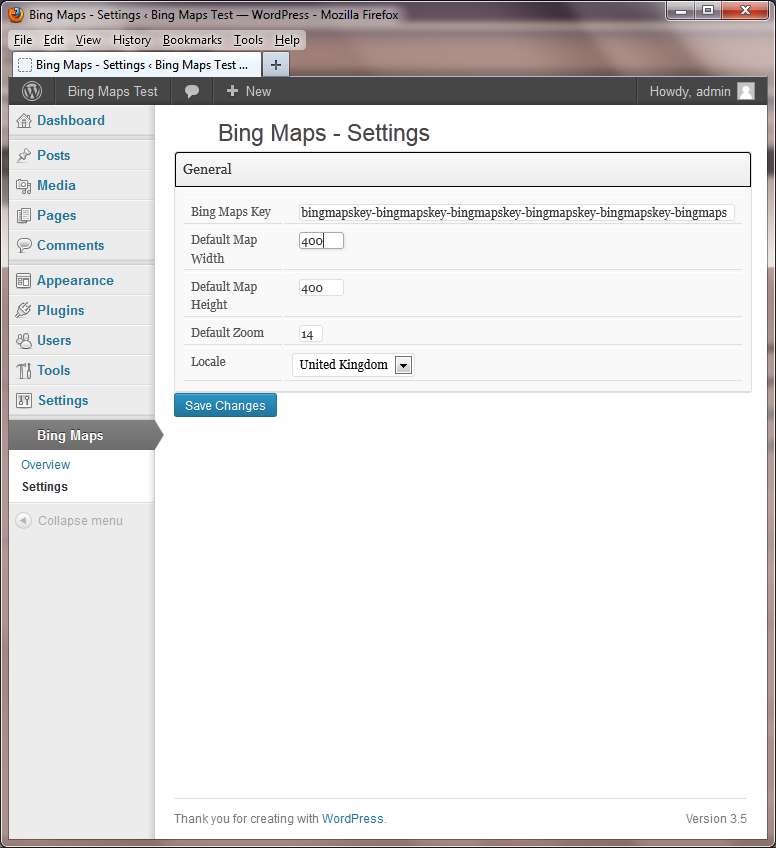 Bing Maps - Settings ‹ Bing Maps Test — WordPress - Mozilla Firefox
File Edit View History Bookmarks Tools Help
Bing Maps - Settings ‹ Bing Maps Test ...
Bing Maps Test + New Howdy, admin
Dashboard
Posts
Media
Pages
Comments
Appearance
Plugins
Users
Tools
Settings
Bing Maps
Overview
Settings
Collapse menu
Bing Maps - Settings
General
Bing Maps Key bingmapskey-bingmapskey-bingmapskey-bingmapskey-bingmapskey-bingmaps
Default Map 400
Width
Default Map 400
Height
Default Zoom 14
Locale United Kingdom
Save Changes
Thank you for creating with WordPress. Version 3.5